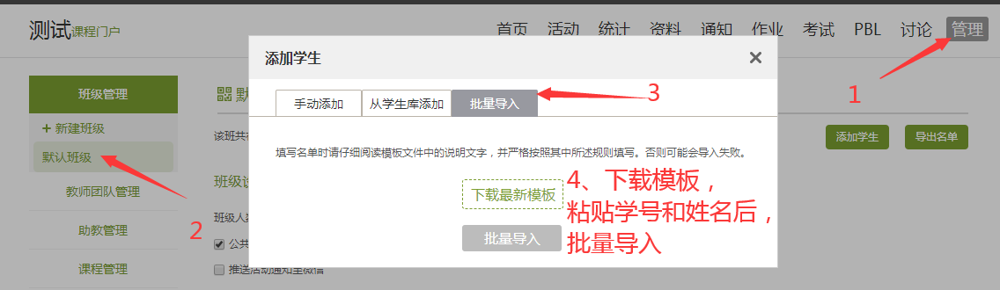 测试课程门户
首页 活动 统计 资料 通知 作业 考试 PBL 讨论 管理
1
添加学生
手动添加 从学生库添加 批量导入
3
班级管理
+ 新建班级
默认班级
2
教师团队管理
助教管理
课程管理
默
该班共
添加学生 导出名单
填写名单时请仔细阅读模板文件中的说明文字，并严格按照其中所述规则填写。否则可能会导入失败。
下载最新模板
批量导入
4、下载模板，
粘贴学号和姓名后，
批量导入
班级
班级人
公共
推送活动通知至微信